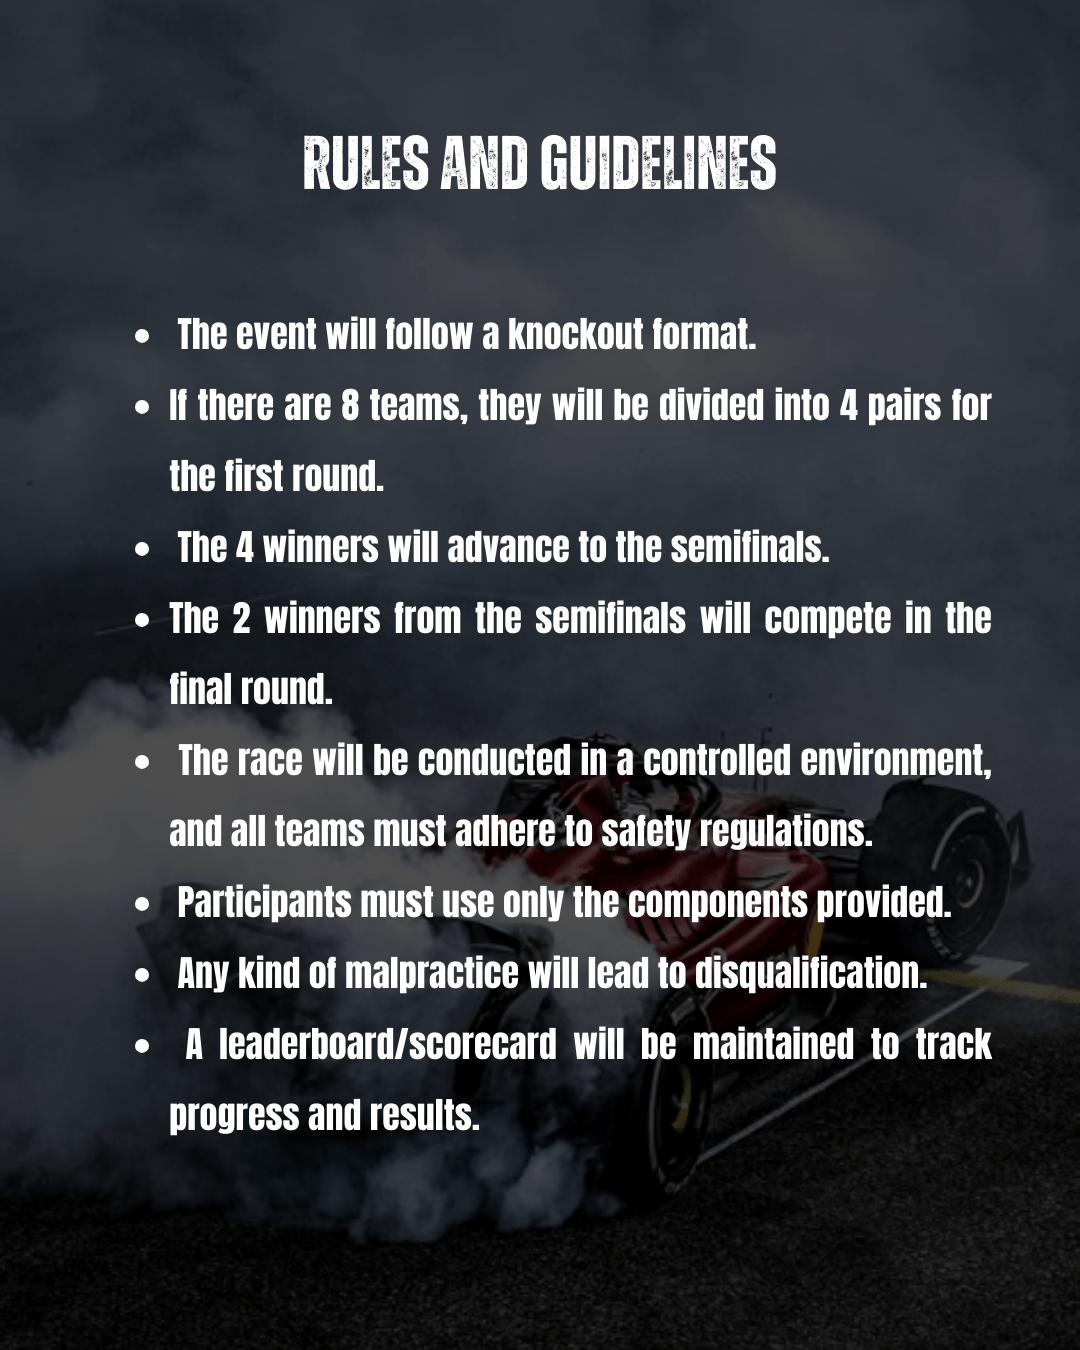 RULES AND GUIDELINES
• The event will follow a knockout format.
• If there are 8 teams, they will be divided into 4 pairs for
the first round.
• The 4 winners will advance to the semifinals.
• The 2 winners from the semifinals will compete in the
final round.
• The race will be conducted in a controlled environment,
and all teams must adhere to safety regulations.
• Participants must use only the components provided.
• Any kind of malpractice will lead to disqualification.
• A leaderboard/scorecard will be maintained to track
progress and results.